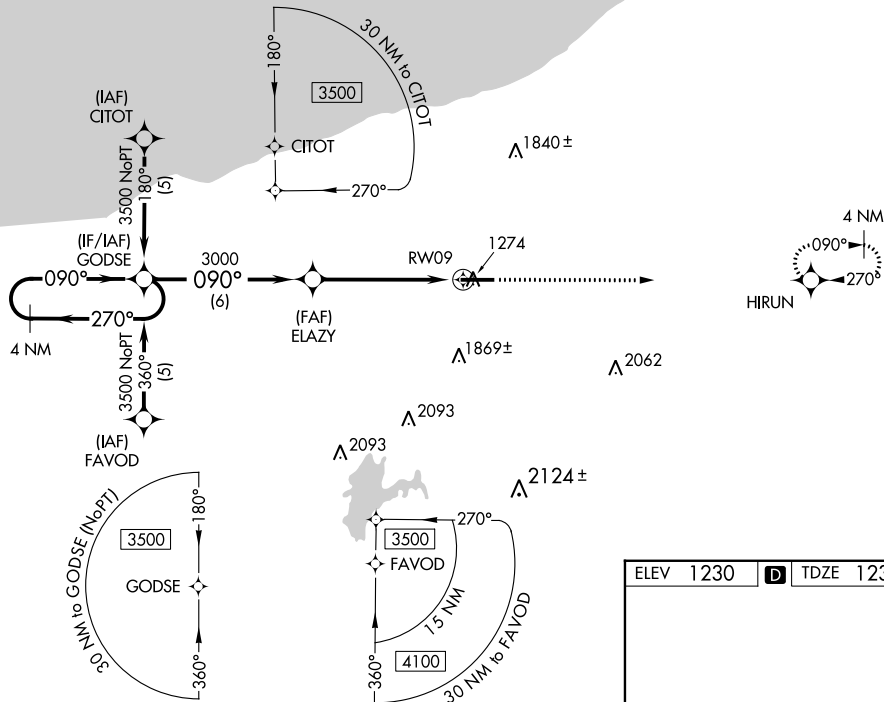 30 NM to CITOT
180°
3500
(IAF)
CITOT
CITOT
1840 ±
270°
3500 NoPT
180°
(5)
4 NM
090°
270°
HIRUN
(IF/IAF)
GODSE
3000
090°
(6)
RW09
1274
090°
270°
4 NM
(FAF)
ELAZY
3500 NoPT
360°
(5)
1869 ±
2062
(IAF)
FAVOD
2093
2093
2124 ±
30 NM to GODSE (NoPT)
180°
3500
GODSE
360°
270°
3500
FAVOD
15 NM
360°
4100
30 NM to FAVOD
ELEV 1230 D TDZE 123